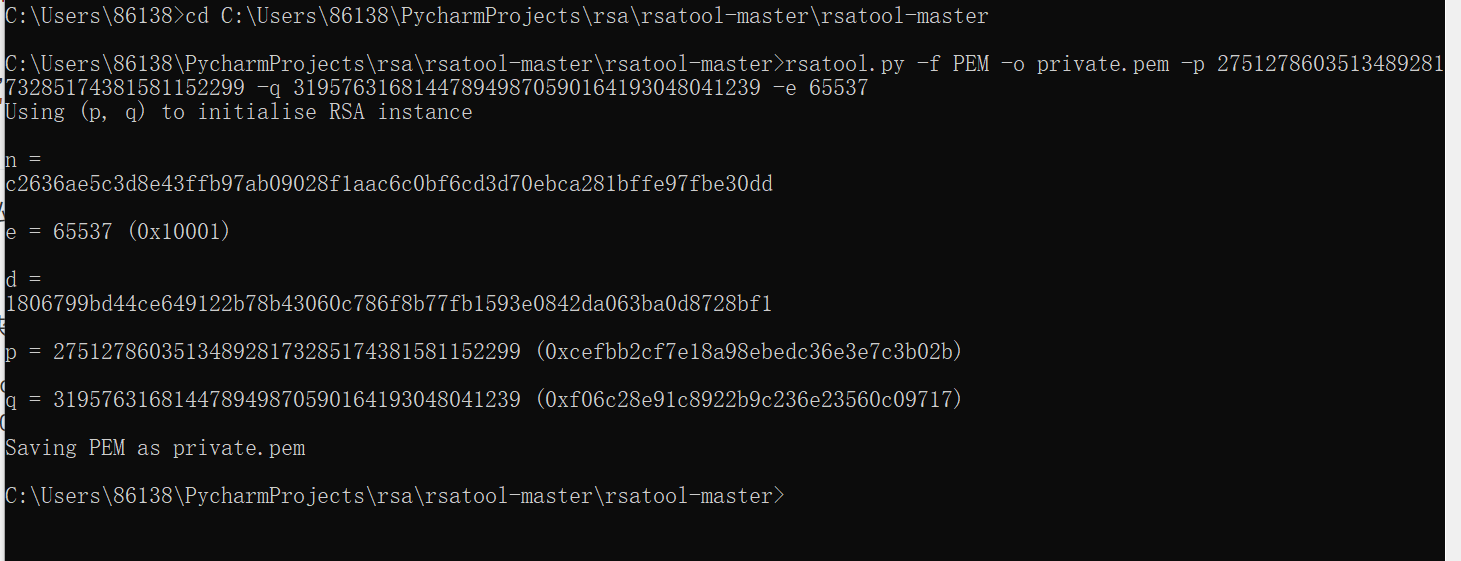 C:\Users\86138>cd C:\Users\86138\PycharmProjects\rsa\rsatool-master\rsatool-master
C:\Users\86138\PycharmProjects\rsa\rsatool-master\rsatool-master>rsatool.py -f PEM -o private.pem -p 2751278603513489281
73285174381581152299 -q 319576316814478949870590164193048041239 -e 65537
Using (p, q) to initialise RSA instance
n =
c2636ae5c3d8e43ffb97ab09028f1aac6c0bf6cd3d70ebca281bffe97fbe30dd
e = 65537 (0x10001)
d =
1806799bd44ce649122b78b43060c786f8b77fb1593e0842da063ba0d8728bf1
p = 275127860351348928173285174381581152299 (0xcefbb2cf7e18a98ebedc36e3e7c3b02b)
q = 319576316814478949870590164193048041239 (0xf06c28e91c8922b9c236e23560c09717)
Saving PEM as private.pem
C:\Users\86138\PycharmProjects\rsa\rsatool-master\rsatool-master>